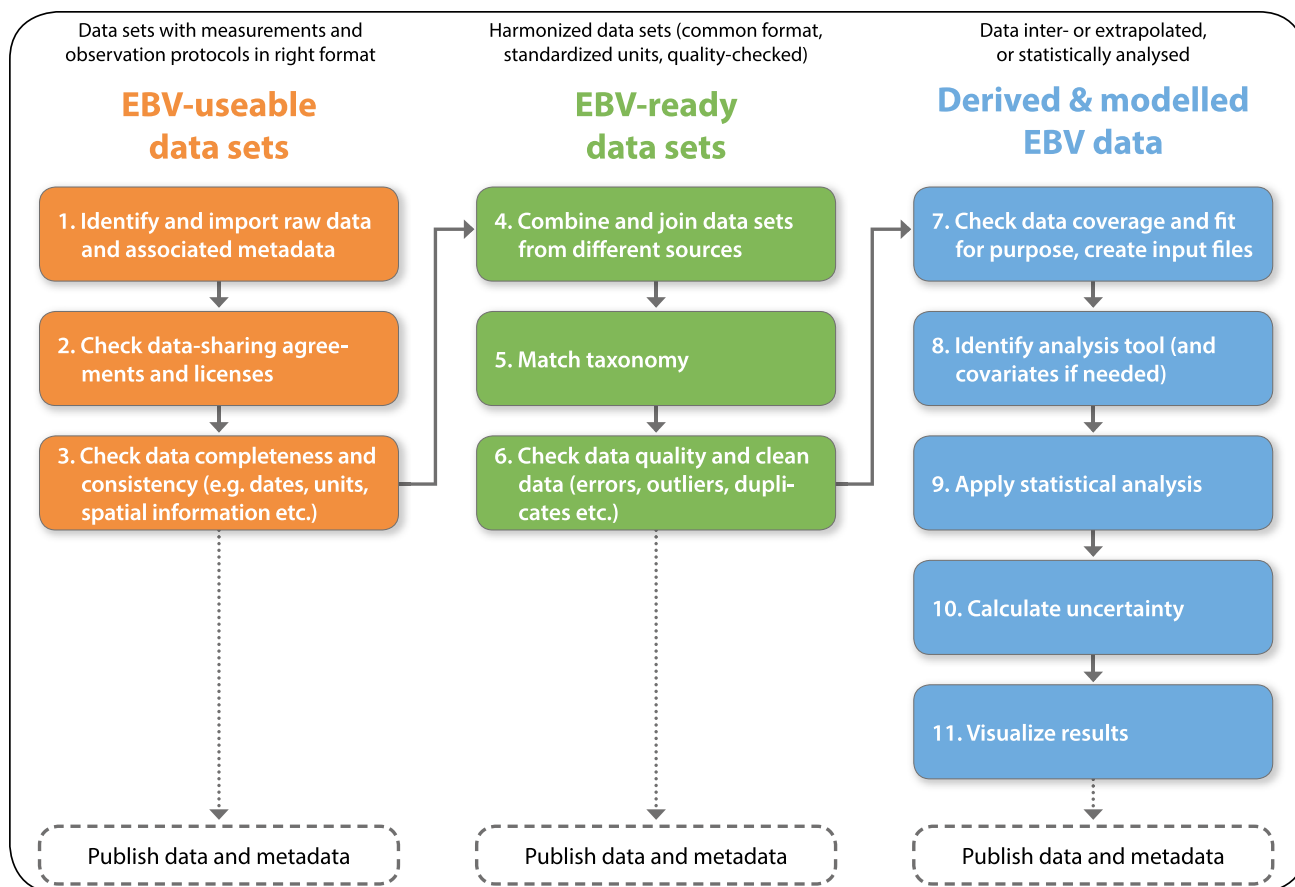 Data sets with measurements and
observation protocols in right format
EBV-useable
data sets
1. Identify and import raw data
and associated metadata
2. Check data-sharing agree-
ments and licenses
3. Check data completeness and
consistency (e.g. dates, units,
spatial information etc.)
Publish data and metadata
Harmonized data sets (common format,
standardized units, quality-checked)
EBV-ready
data sets
4. Combine and join data sets
from different sources
5. Match taxonomy
6. Check data quality and clean
data (errors, outliers, dupli-
cates etc.)
Publish data and metadata
Data inter- or extrapolated,
or statistically analysed
Derived & modelled
EBV data
7. Check data coverage and fit
for purpose, create input files
8. Identify analysis tool (and
covariates if needed)
9. Apply statistical analysis
10. Calculate uncertainty
11. Visualize results
Publish data and metadata